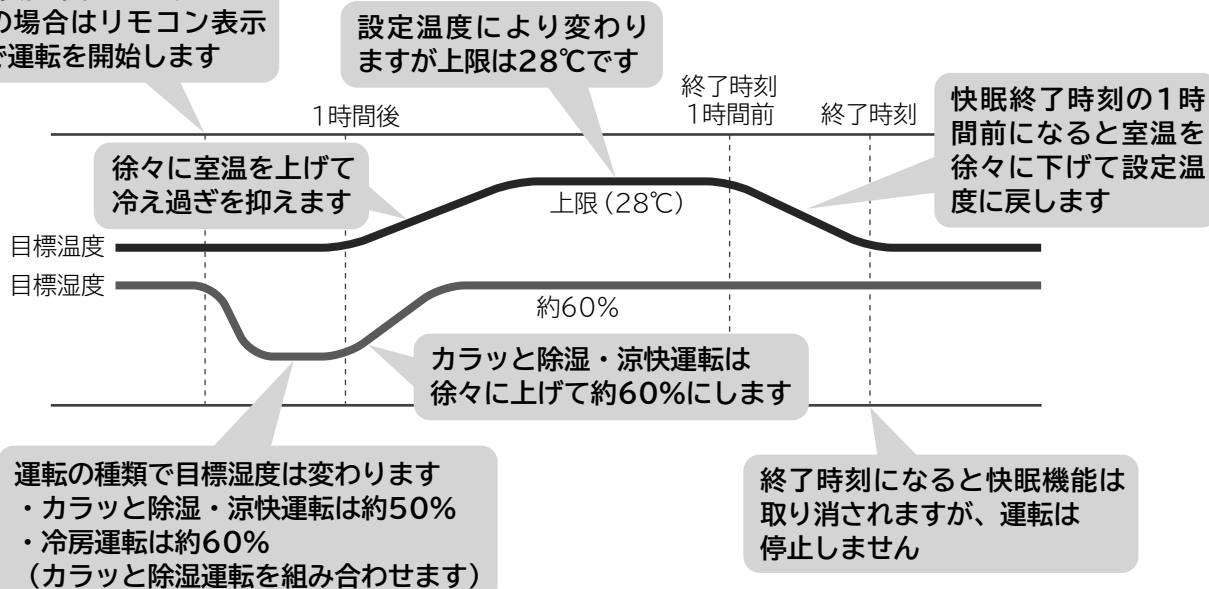 の場合はリモコン表示
で運転を開始します
設定温度により変わり
ますが上限は28℃です
1時間後
終了時刻
1時間前
終了時刻
快眠終了時刻の1時
間前になると室温を
徐々に下げて設定温
度に戻します
徐々に室温を上げて
冷え過ぎを抑えます
上限（28℃）
目標温度
目標湿度
約60%
カラッと除湿・涼快運転は
徐々に上げて約60%にします
運転の種類で目標湿度は変わります
・カラッと除湿・涼快運転は約50%
・冷房運転は約60%
（カラッと除湿運転を組み合わせます）
終了時刻になると快眠機能は
取り消されますが、運転は
停止しません